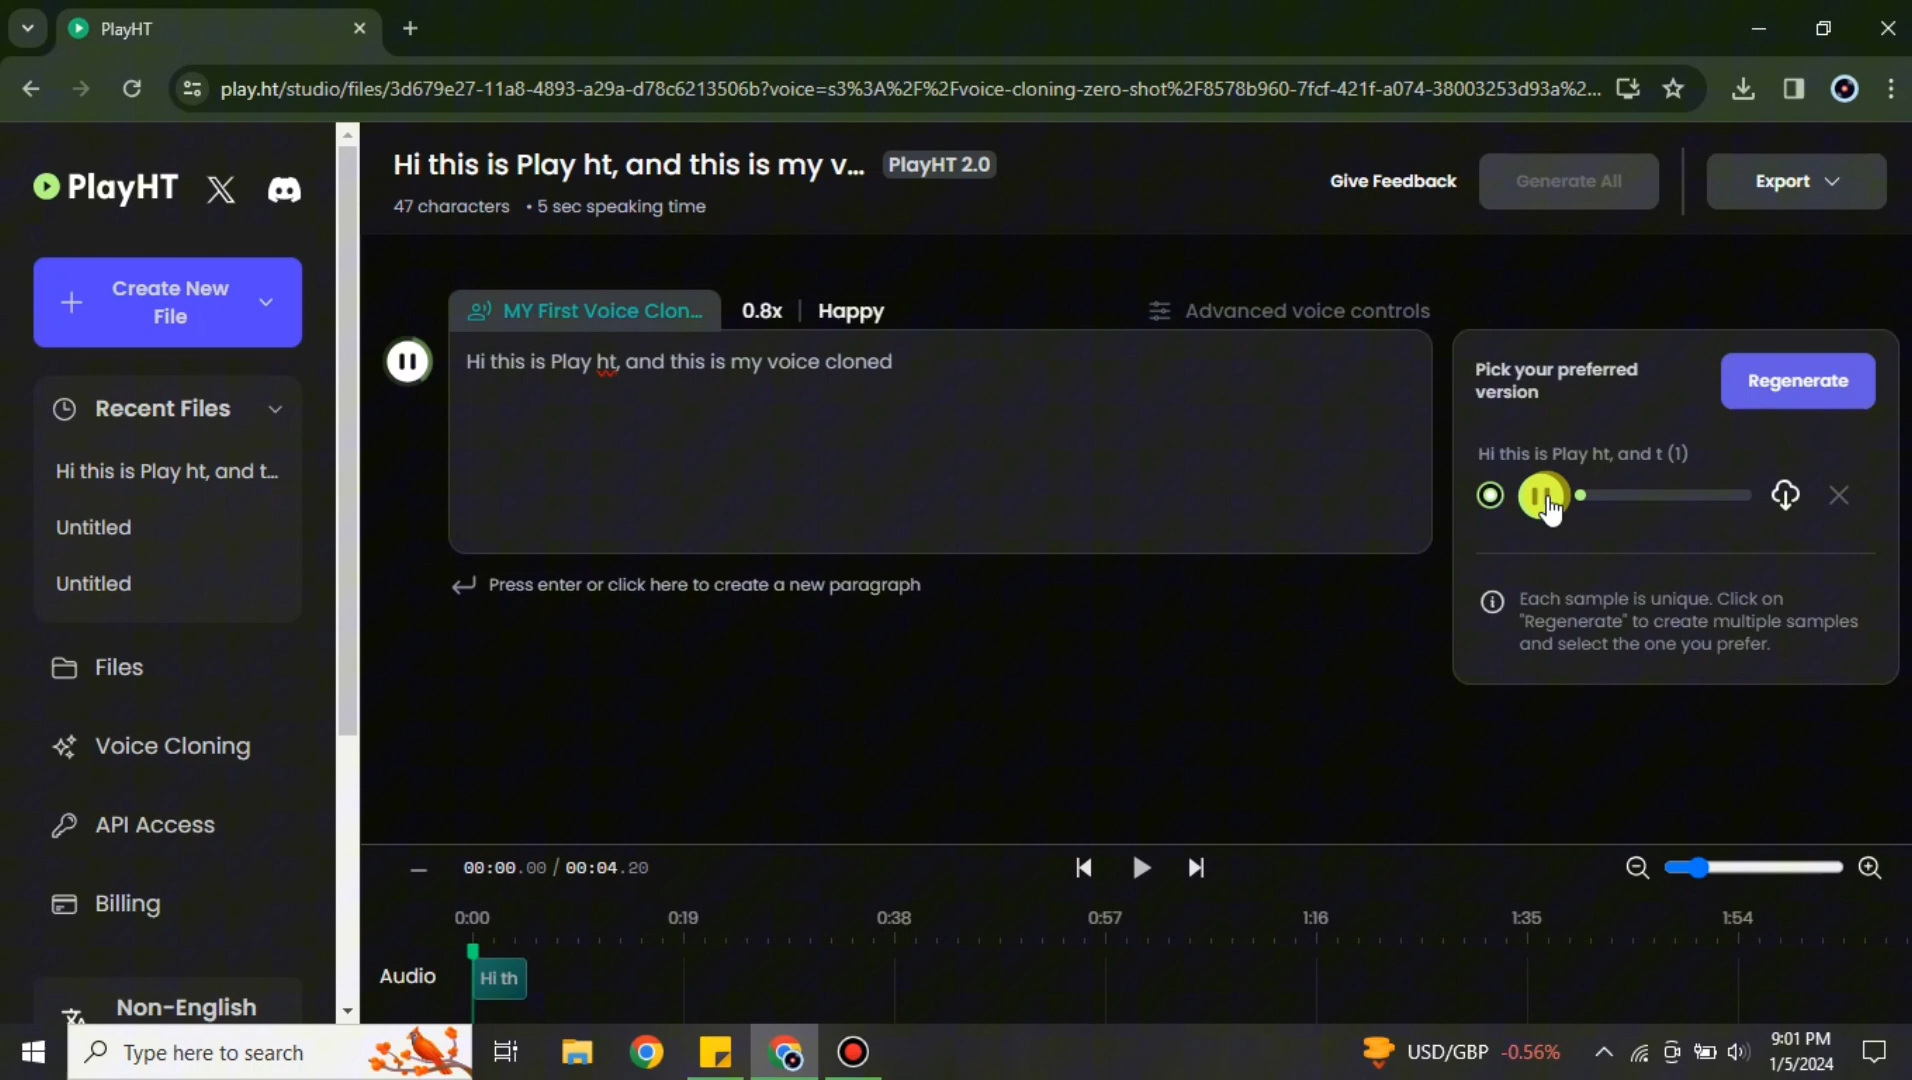 PlayHT
play.ht/studio/files/3d679e27-11a8-4893-a29a-d78c6213506b?voice=s3%3A%2F%2Fvoice-cloning-zero-shot%2F8578b960-7fcf-421f-a074-38003253d93a%2...
PlayHT
Create New
File
Recent Files
Hi this is Play ht, and t...
Untitled
Untitled
Files
Voice Cloning
API Access
Billing
Non-English
Hi this is Play ht, and this is my v... PlayHT 2.0
47 characters • 5 sec speaking time
Give Feedback
Generate All
Export
MY First Voice Clon...
0.8x
Happy
Advanced voice controls
Hi this is Play ht, and this is my voice cloned
Press enter or click here to create a new paragraph
Pick your preferred
version
Regenerate
Hi this is Play ht, and t (1)
Each sample is unique. Click on
"Regenerate" to create multiple samples
and select the one you prefer.
00:00.00 / 00:04.20
0:00 0:19 0:38 0:57 1:16 1:35 1:54
Audio
Hi th
Type here to search
USD/GBP -0.56%
9:01 PM
1/5/2024